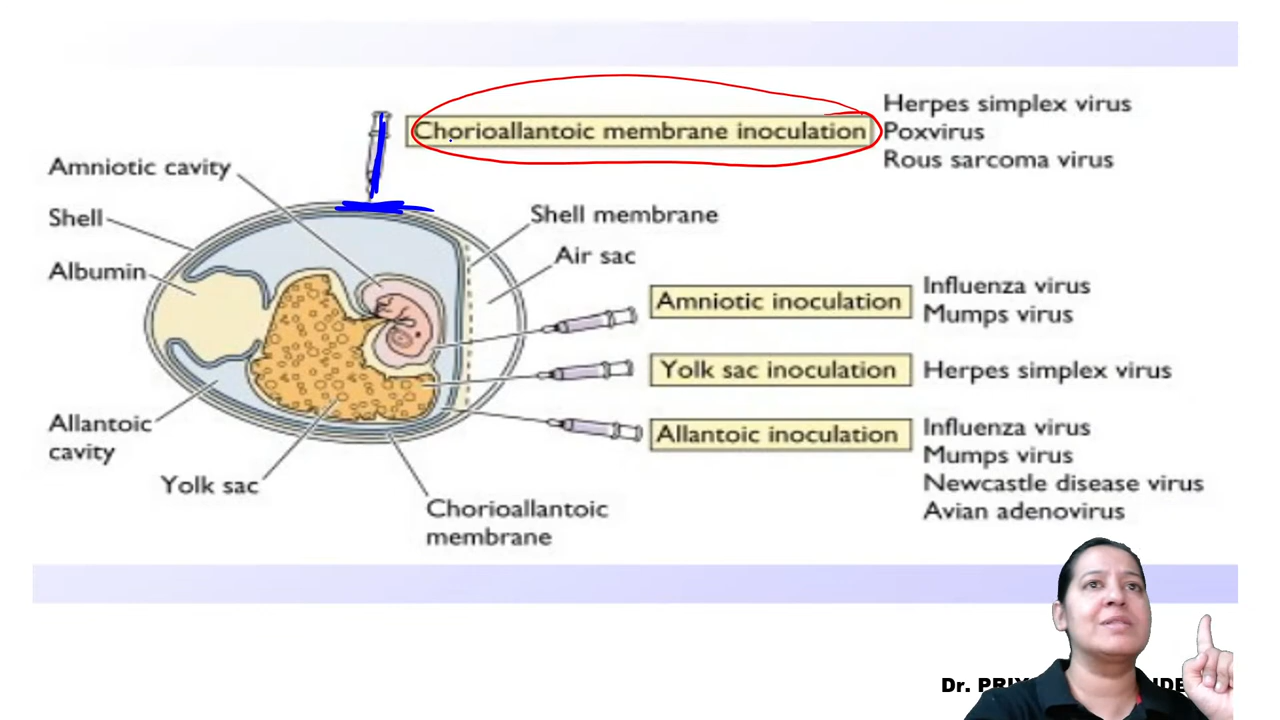 Chorioallantoic membrane inoculation
Herpes simplex virus
Poxvirus
Rous sarcoma virus
Amniotic cavity
Shell
Albumin
Shell membrane
Air sac
Amniotic inoculation
Influenza virus
Mumps virus
Yolk sac inoculation
Herpes simplex virus
Allantoic inoculation
Influenza virus
Mumps virus
Newcastle disease virus
Avian adenovirus
Allantoic
cavity
Yolk sac
Chorioallantoic
membrane
Dr.